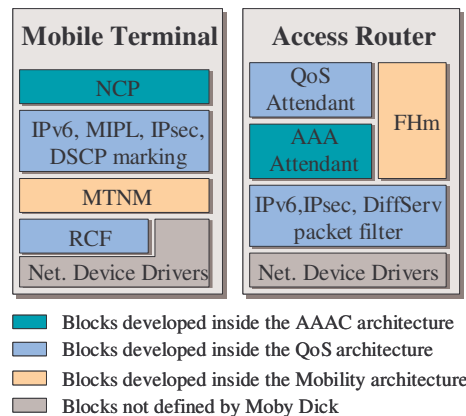 Mobile Terminal
NCP
IPv6, MIPL, IPsec,
DSCP marking
MTNM
RCF
Net. Device Drivers
Access Router
QoS
Attendant
AAA
Attendant
FHm
IPv6,IPsec, DiffServ
packet filter
Net. Device Drivers
Blocks developed inside the AAAC architecture
Blocks developed inside the QoS architecture
Blocks developed inside the Mobility architecture
Blocks not defined by Moby Dick